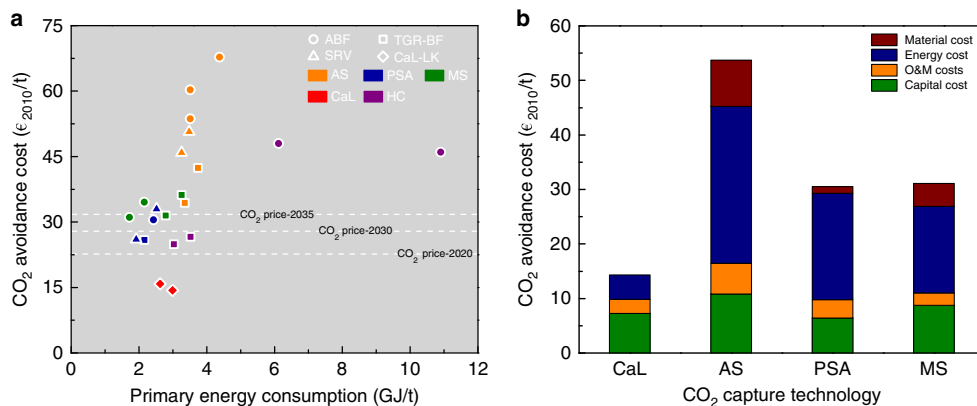 a
CO2 avoidance cost (€2010/t)
75
60
45
30
15
0
ABF
TGR-BF
SRV
CaL-LK
AS
PSA
MS
CaL
HC
CO2 price-2035
CO2 price-2030
CO2 price-2020
0 2 4 6 8 10 12
Primary energy consumption (GJ/t)
b
CO2 avoidance cost (€2010/t)
60
50
40
30
20
10
0
Material cost
Energy cost
O&M costs
Capital cost
CaL AS PSA MS
CO2 capture technology